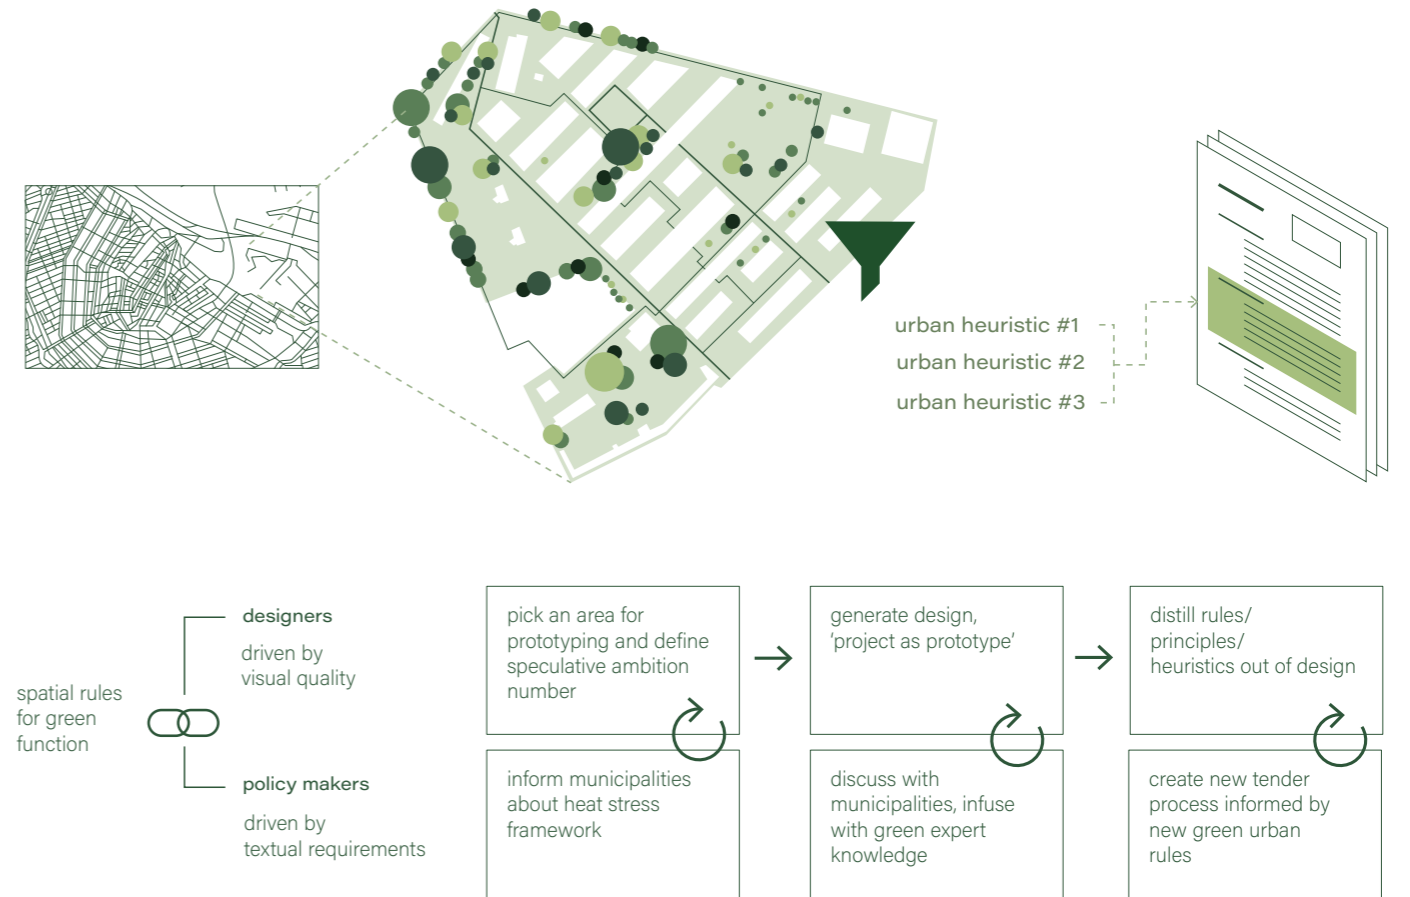 urban heuristic #1
urban heuristic #2
urban heuristic #3
spatial rules
for green
function
designers
driven by
visual quality
policy makers
driven by
textual requirements
pick an area for
prototyping and define
speculative ambition
number
generate design,
‘project as prototype’
distill rules/
principles/
heuristics out of design
inform municipalities
about heat stress
framework
discuss with
municipalities, infuse
with green expert
knowledge
create new tender
process informed by
new green urban
rules